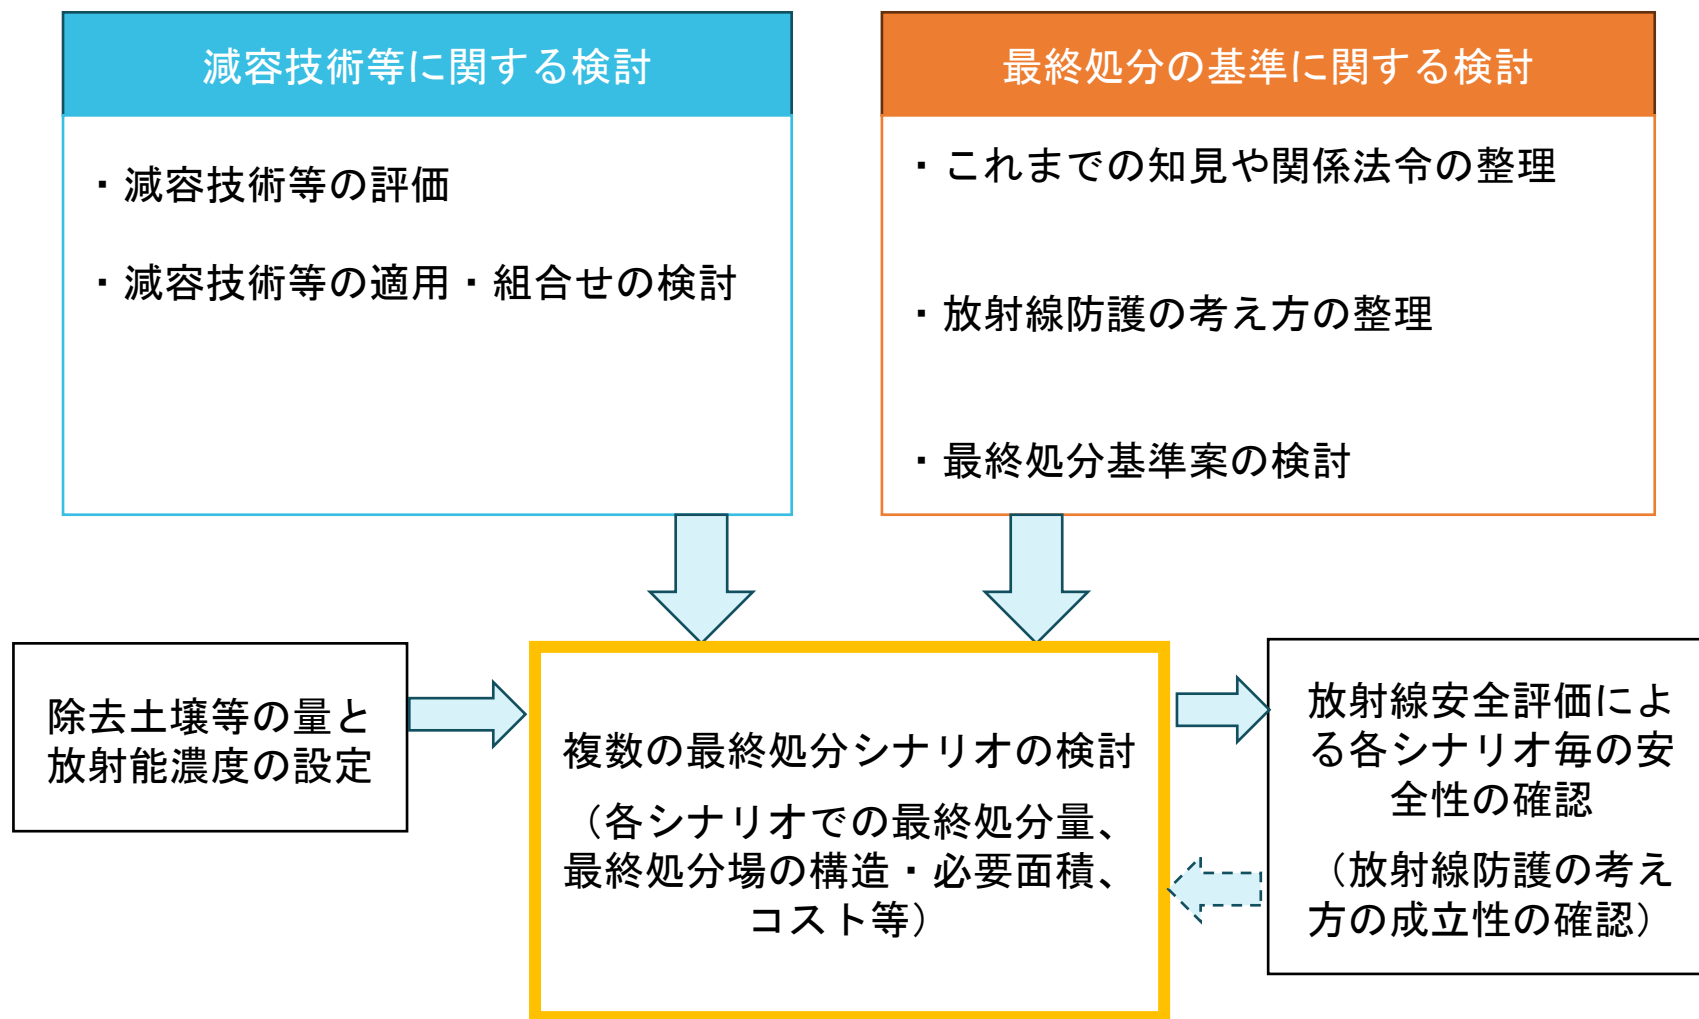 減容技術等に関する検討
・減容技術等の評価
・減容技術等の適用・組合せの検討
最終処分の基準に関する検討
・これまでの知見や関係法令の整理
・放射線防護の考え方の整理
・最終処分基準案の検討
除去土壌等の量と
放射能濃度の設定
複数の最終処分シナリオの検討
（各シナリオでの最終処分量、
最終処分場の構造・必要面積、
コスト等）
放射線安全評価によ
る各シナリオ毎の安
全性の確認
（放射線防護の考え
方の成立性の確認）